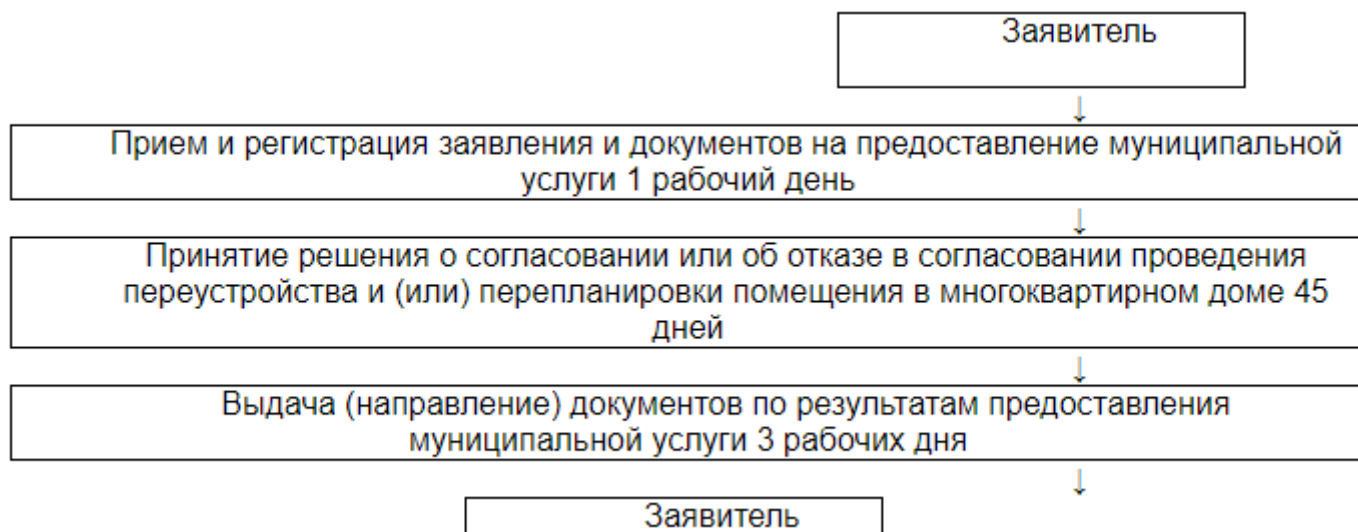 Заявитель
↓
Прием и регистрация заявления и документов на предоставление муниципальной
услуги 1 рабочий день
↓
Принятие решения о согласовании или об отказе в согласовании проведения
переустройства и (или) перепланировки помещения в многоквартирном доме 45
дней
↓
Выдача (направление) документов по результатам предоставления
муниципальной услуги 3 рабочих дня
↓
Заявитель